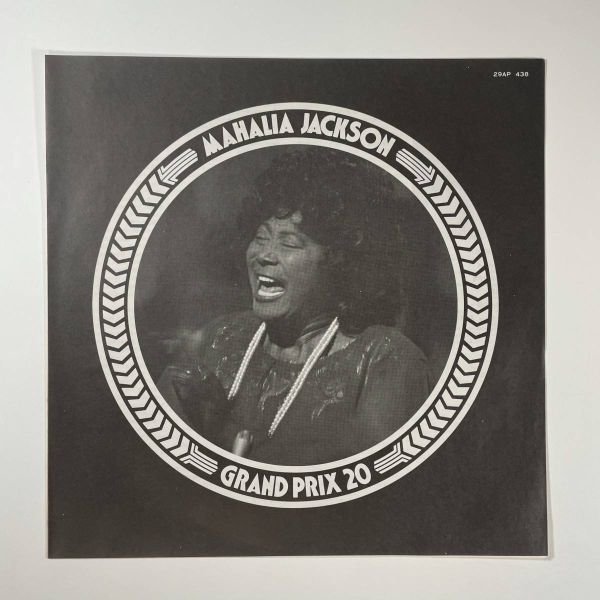 29AP 438
MAHALIA JACKSON
GRAND PRIX 20